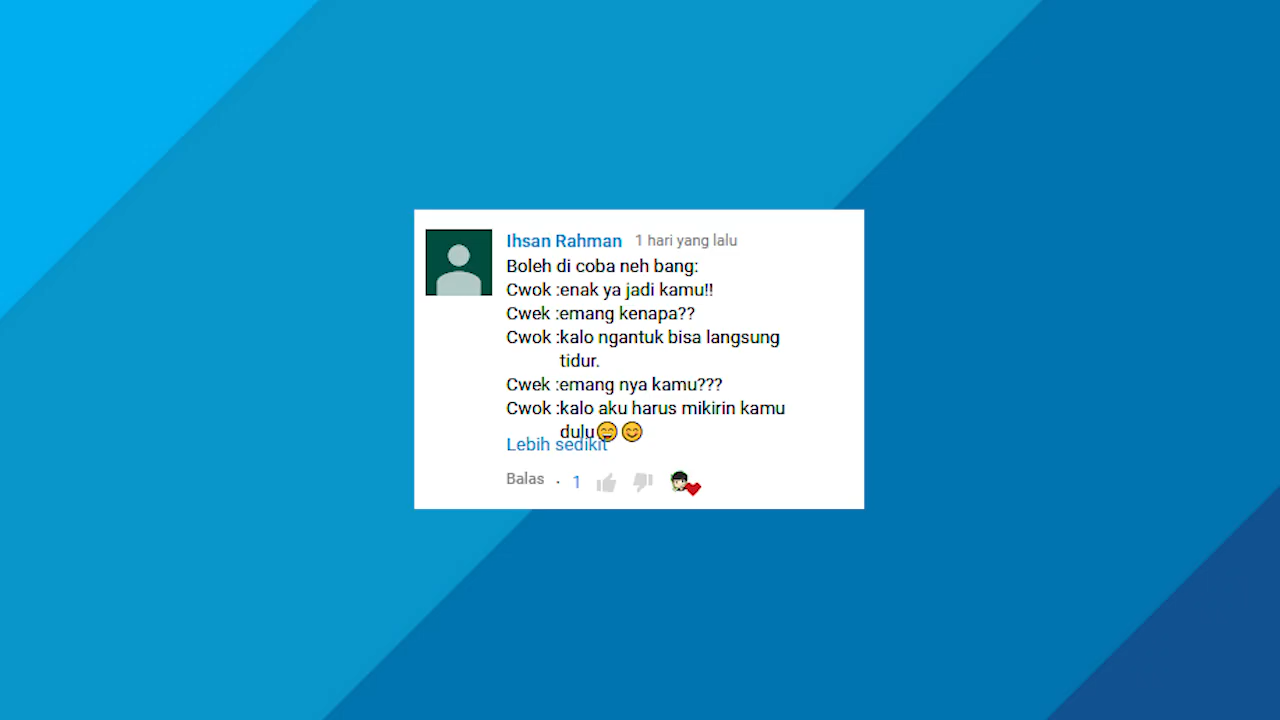 Ihsan Rahman 1 hari yang lalu
Boleh di coba neh bang:
Cwok :enak ya jadi kamu!!
Cwek :emang kenapa??
Cwok :kalo ngantuk bisa langsung
tidur.
Cwek :emang nya kamu???
Cwok :kalo aku harus mikirin kamu
dulu😄😊
Lebih sedikit
Balas · 1